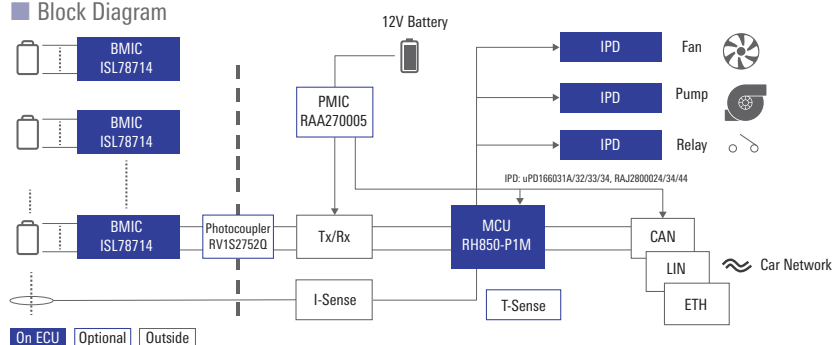 Block Diagram
12V Battery
BMIC
ISL78714
IPD
Fan
PMIC
RAA270005
IPD
Pump
BMIC
ISL78714
IPD
Relay
IPD: uPD166031A/32/33/34, RAJ2800024/34/44
BMIC
ISL78714
Photocoupler
RV1S2752Q
Tx/Rx
MCU
RH850-P1M
CAN
LIN
Car Network
I-Sense
T-Sense
ETH
On ECU
Optional
Outside